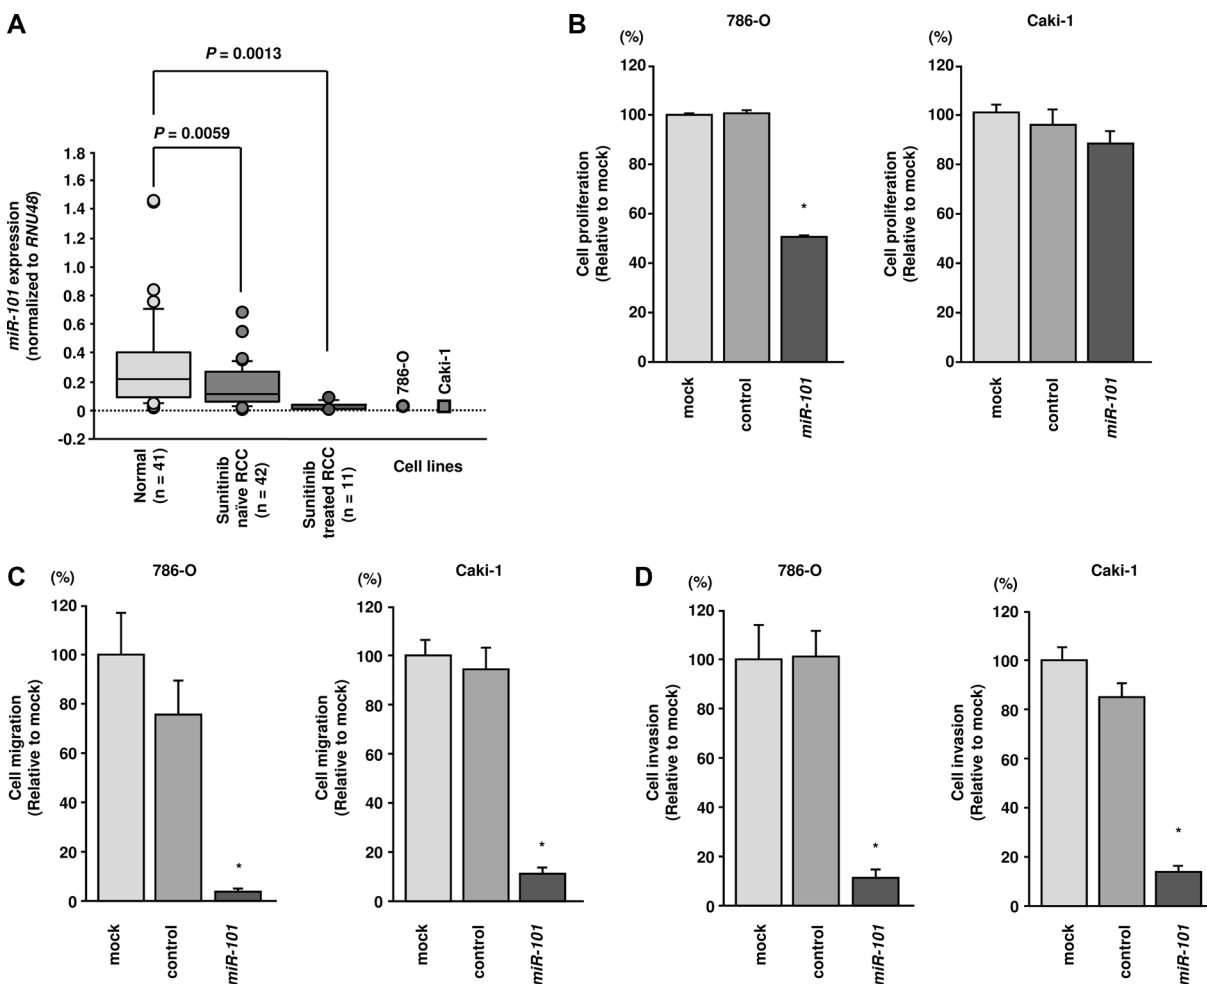 A
P = 0.0013
P = 0.0059
miR-101 expression
(normalized to RNU48)
1.8
1.6
1.4
1.2
1.0
0.8
0.6
0.4
0.2
0
-0.2
786-O
Caki-1
Normal
(n = 41)
Sunitinib
naïve RCC
(n = 42)
Sunitinib
treated RCC
(n = 11)
Cell lines
B
786-O
(%)
Cell proliferation
(Relative to mock)
120
100
80
60
40
20
0
*
mock
control
miR-101
Caki-1
(%)
Cell proliferation
(Relative to mock)
120
100
80
60
40
20
0
mock
control
miR-101
C
786-O
(%)
Cell migration
(Relative to mock)
120
100
80
60
40
20
0
*
mock
control
miR-101
Caki-1
(%)
Cell migration
(Relative to mock)
120
100
80
60
40
20
0
*
mock
control
miR-101
D
786-O
(%)
Cell invasion
(Relative to mock)
120
100
80
60
40
20
0
*
mock
control
miR-101
Caki-1
(%)
Cell invasion
(Relative to mock)
120
100
80
60
40
20
0
*
mock
control
miR-101